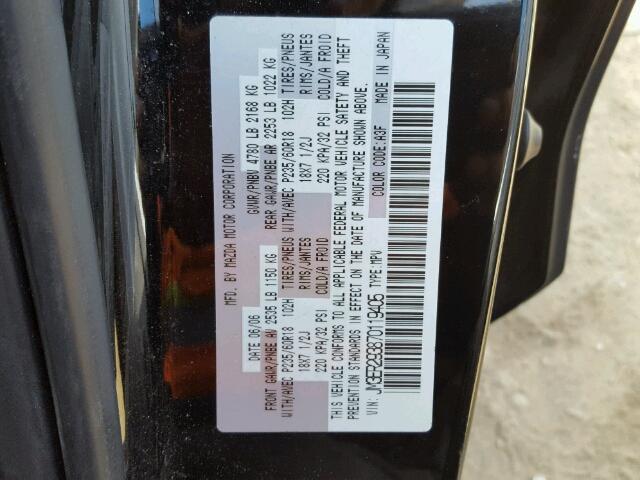 MFD. BY MAZDA MOTOR CORPORATION
DATE 06/06 GVWR/PNBV 4780 LB 2168 KG
FRONT GAWR/PNBE AV 2535 LB 1150 KG REAR GAWR/PNBE AR 2253 LB 1022 KG
WITH/AVEC P235/60R18 102H TIRES/PNEUS WITH/AVEC P235/60R18 102H TIRES/PNEUS
18X7 1/2J RIMS/JANTES 18X7 1/2J RIMS/JANTES
220 KPA/32 PSI COLD/A FROID 220 KPA/32 PSI COLD/A FROID
THIS VEHICLE CONFORMS TO ALL APPLICABLE FEDERAL MOTOR VEHICLE SAFETY AND THEFT
PREVENTION STANDARDS IN EFFECT ON THE DATE OF MANUFACTURE SHOWN ABOVE.
VIN: JM3ER293870119405 TYPE:MPV COLOR CODE:A3F MADE IN JAPAN